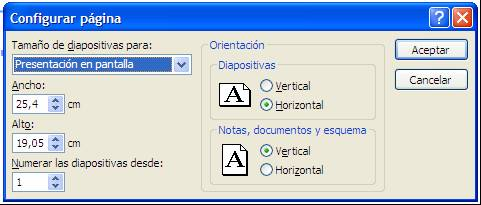 Configurar página
Tamaño de diapositivas para:
Presentación en pantalla
Ancho:
25,4 cm
Alto:
19,05 cm
Numerar las diapositivas desde:
1
Orientación
Diapositivas
A
Vertical
Horizontal
Notas, documentos y esquema
A
Vertical
Horizontal
Aceptar
Cancelar